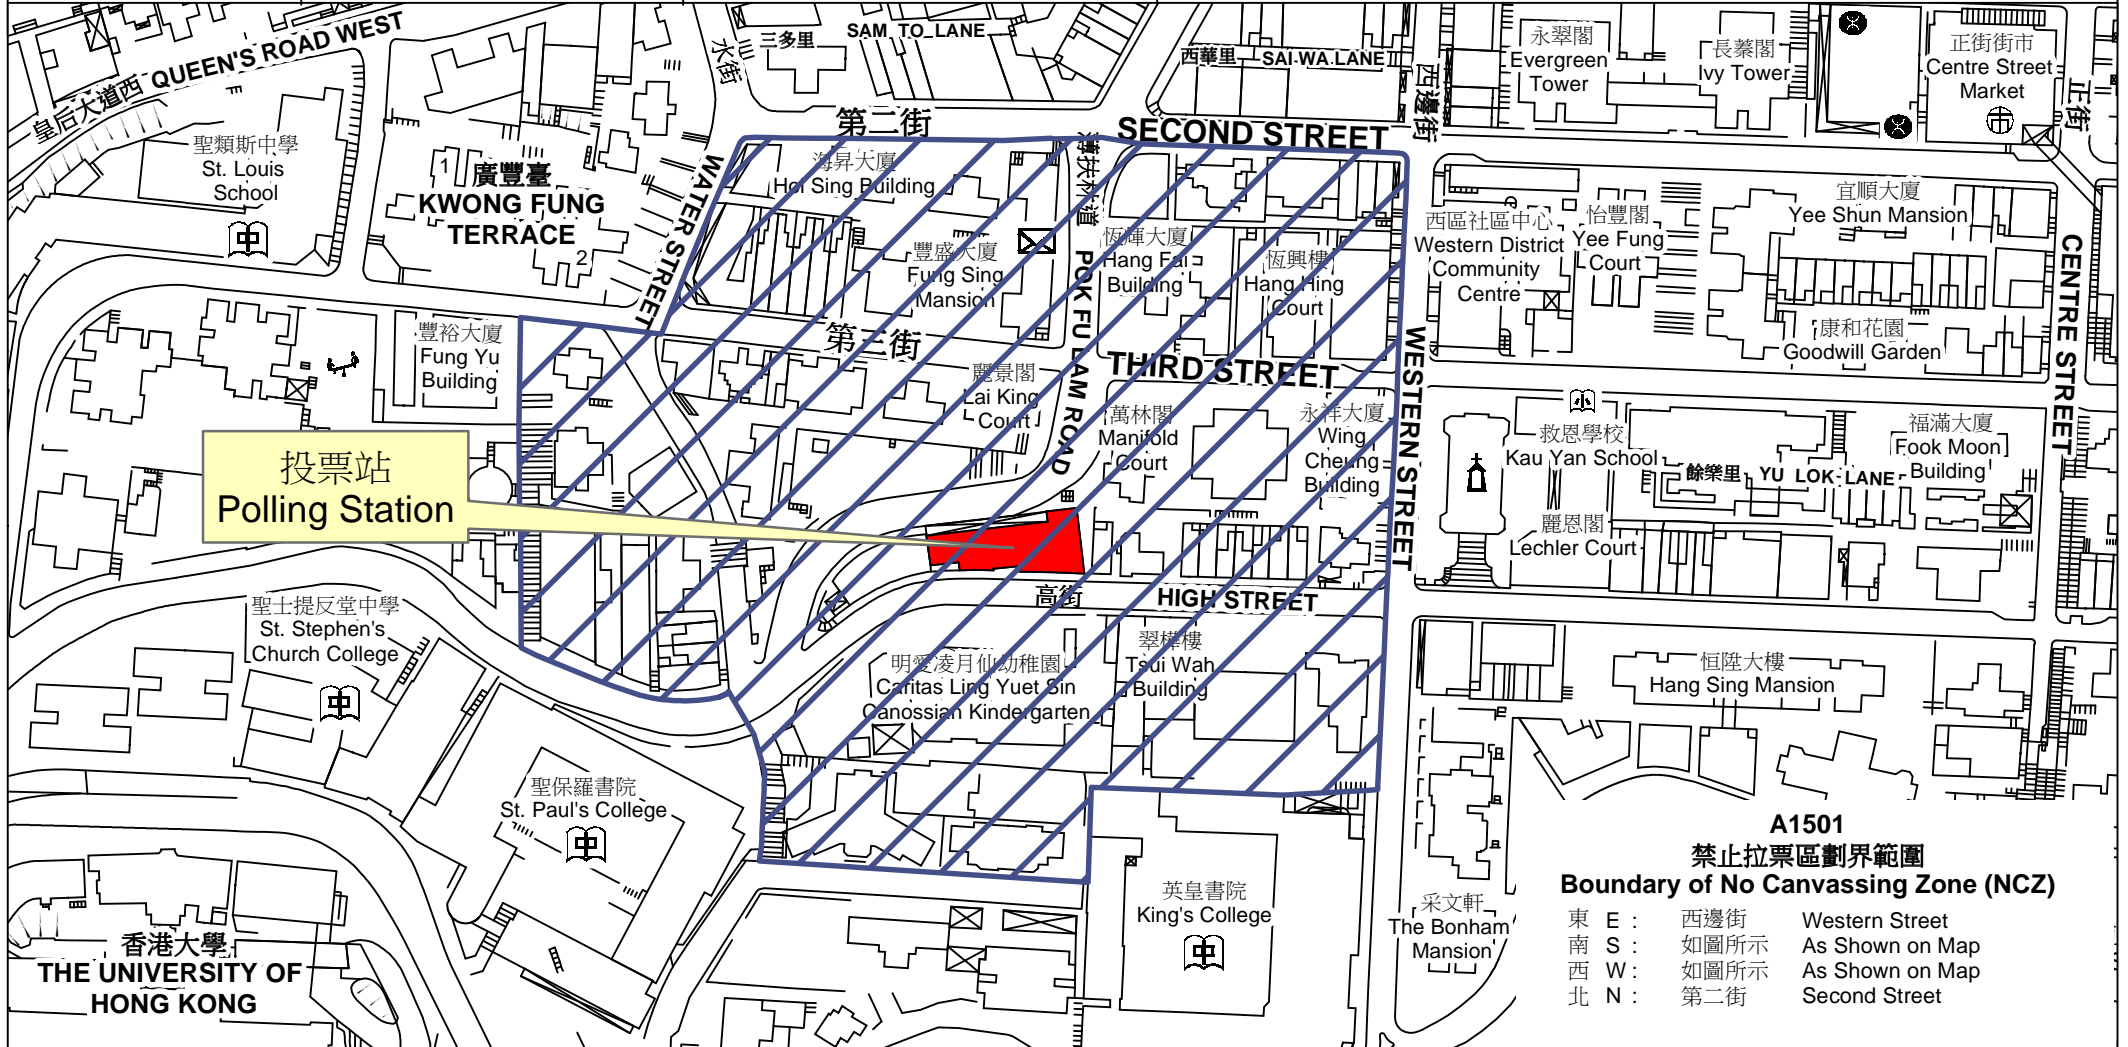 皇后大道西 QUEEN'S ROAD WEST
水街
三多里
SAM TO LANE
西華里
SAI WA LANE
西邊街
永翠閣
Evergreen
Tower
長蓁閣
Ivy Tower
正街街市
Centre Street
Market
正街
聖類斯中學
St. Louis
School
中
1
廣豐臺
KWONG FUNG
TERRACE
2
WATER STREET
第二街
SECOND STREET
海昇大廈
Hoi Sing Building
豐盛大廈
Fung Sing
Mansion
薄扶林道 POK FU LAM ROAD
恆輝大廈
Hang Fai
Building
恆興樓
Hang Hing
Court
西區社區中心
Western District
Community
Centre
怡豐閣
Yee Fung
Court
宜順大廈
Yee Shun Mansion
康和花園
Goodwill Garden
CENTRE STREET
豐裕大廈
Fung Yu
Building
第三街
THIRD STREET
麗景閣
Lai King
Court
萬林閣
Manifold
Court
永祥大廈
Wing
Cheung
Building
WESTERN STREET
小
救恩學校
Kau Yan School
餘樂里 YU LOK LANE
福滿大廈
Fook Moon
Building
麗恩閣
Lechler Court
投票站
Polling Station
高街
HIGH STREET
聖士提反堂中學
St. Stephen's
Church College
中
明愛凌月仙幼稚園
Caritas Ling Yuet Sin
Canossian Kindergarten
翠樺樓
Tsui Wah
Building
恒陞大樓
Hang Sing Mansion
聖保羅書院
St. Paul's College
中
英皇書院
King's College
中
采文軒
The Bonham
Mansion
香港大學
THE UNIVERSITY OF
HONG KONG
A1501
禁止拉票區劃界範圍
Boundary of No Canvassing Zone (NCZ)
東 E : 西邊街 Western Street
南 S : 如圖所示 As Shown on Map
西 W : 如圖所示 As Shown on Map
北 N : 第二街 Second Street